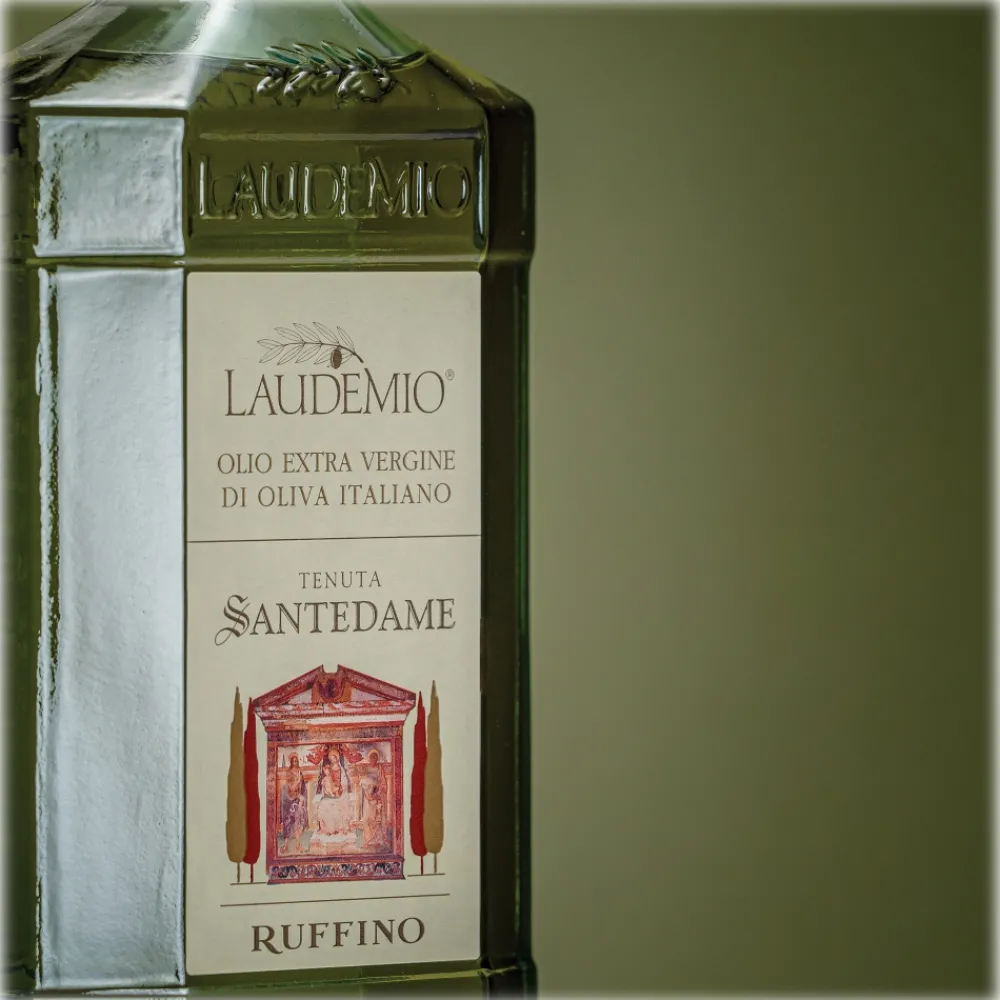 LAUDEMIO
LAUDEMIO®
OLIO EXTRA VERGINE
DI OLIVA ITALIANO
TENUTA
SANTEDAME
RUFFINO